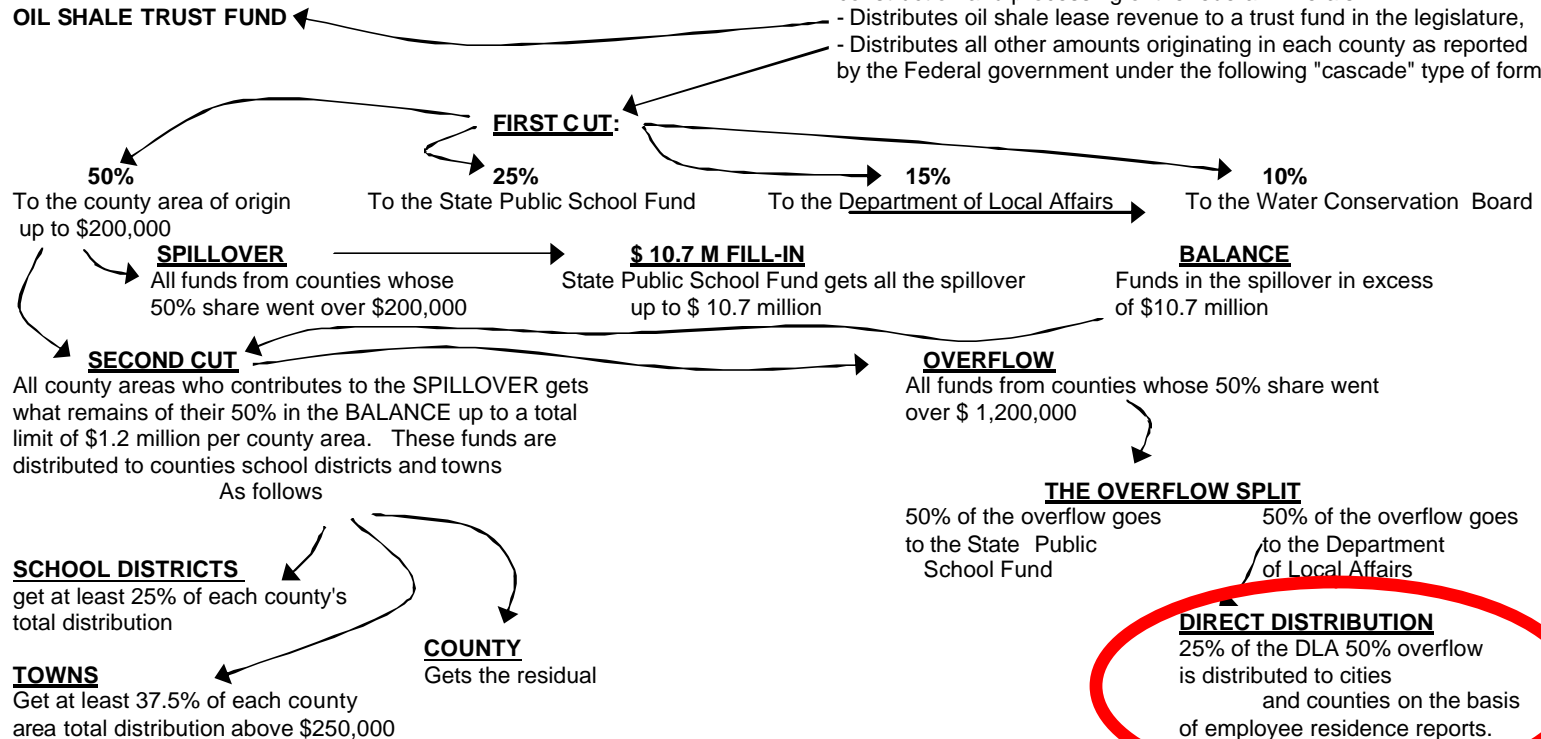 OIL SHALE TRUST FUND
- Distributes oil shale lease revenue to a trust fund in the legislature,
- Distributes all other amounts originating in each county as reported
by the Federal government under the following "cascade" type of form
FIRST CUT:
50%
To the county area of origin
up to $200,000
25%
To the State Public School Fund
15%
To the Department of Local Affairs
10%
To the Water Conservation Board
SPILLOVER
All funds from counties whose
50% share went over $200,000
$ 10.7 M FILL-IN
State Public School Fund gets all the spillover
up to $ 10.7 million
BALANCE
Funds in the spillover in excess
of $10.7 million
SECOND CUT
All county areas who contributes to the SPILLOVER gets
what remains of their 50% in the BALANCE up to a total
limit of $1.2 million per county area. These funds are
distributed to counties school districts and towns
As follows
OVERFLOW
All funds from counties whose 50% share went
over $ 1,200,000
THE OVERFLOW SPLIT
50% of the overflow goes
to the State Public
School Fund
50% of the overflow goes
to the Department
of Local Affairs
SCHOOL DISTRICTS
get at least 25% of each county's
total distribution
TOWNS
Get at least 37.5% of each county
area total distribution above $250,000
COUNTY
Gets the residual
DIRECT DISTRIBUTION
25% of the DLA 50% overflow
is distributed to cities
and counties on the basis
of employee residence reports.